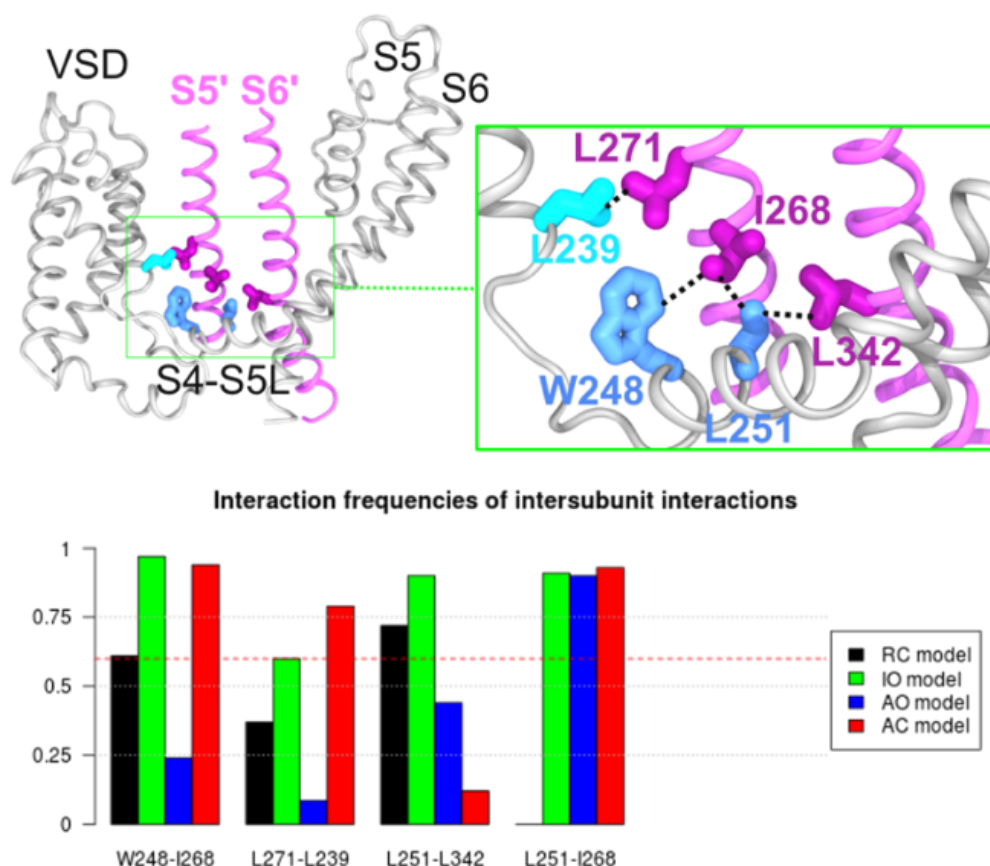 VSD
S5
S6
S5' S6'
S4-S5L
L271
I268
L239
W248
L251
L342
Interaction frequencies of intersubunit interactions
1
0.75
0.5
0.25
0
W248-I268 L271-L239 L251-L342 L251-I268
RC model
IO model
AO model
AC model